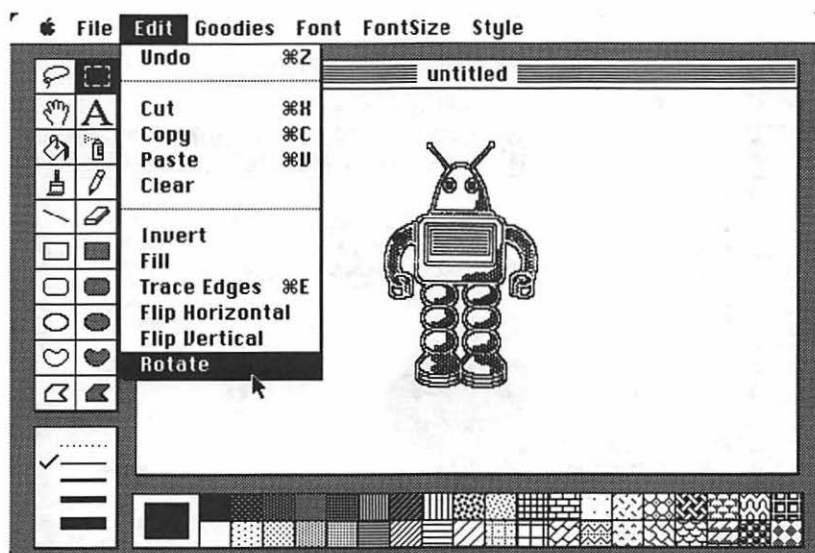 File Edit Goodies Font FontSize Style
Undo ⌘Z
untitled
A
Cut ⌘X
Copy ⌘C
Paste ⌘V
Clear
Invert
Fill
Trace Edges ⌘E
Flip Horizontal
Flip Vertical
Rotate